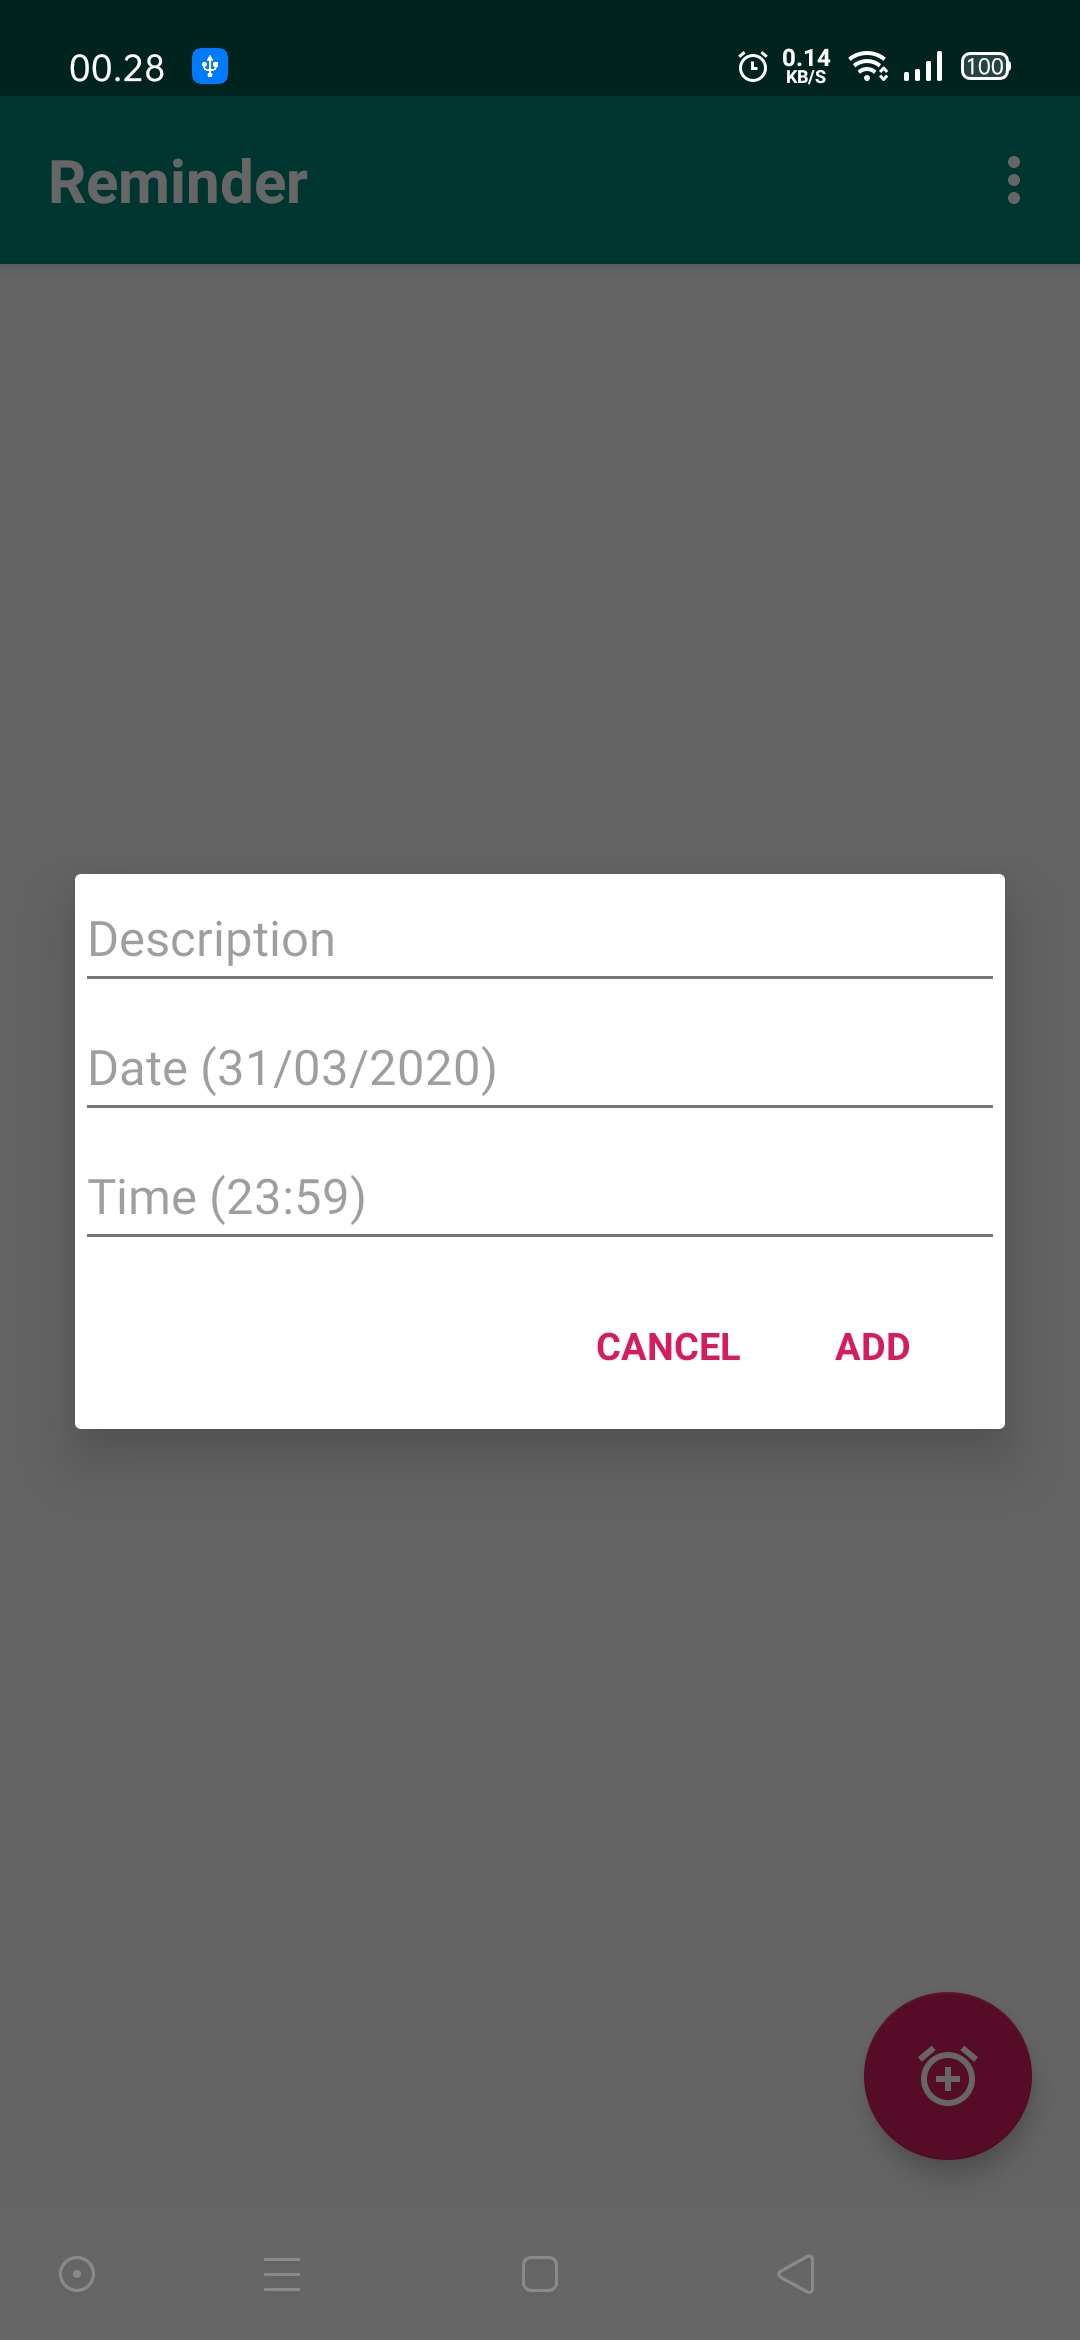 00.28
0.14
KB/S
100
Reminder
Description
Date (31/03/2020)
Time (23:59)
CANCEL ADD